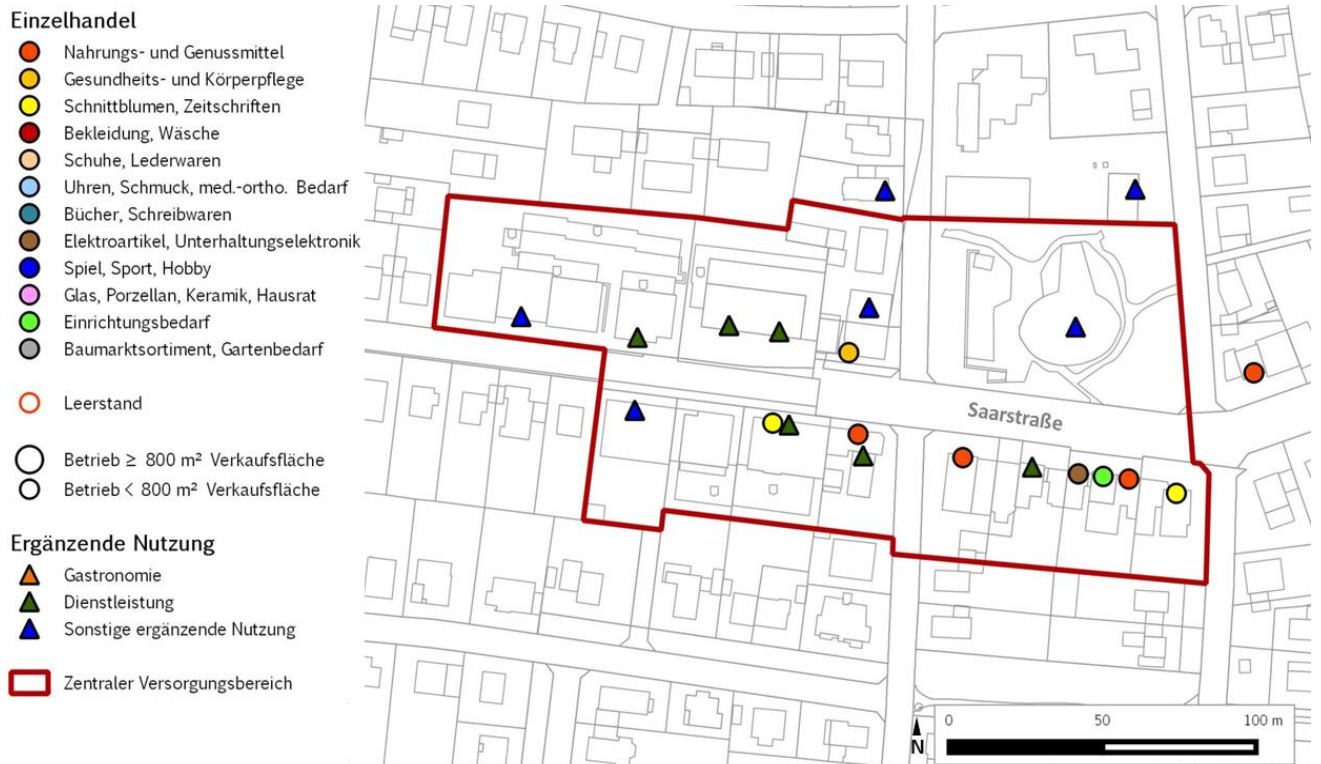 Einzelhandel
Nahrungs- und Genussmittel
Gesundheits- und Körperpflege
Schnittblumen, Zeitschriften
Bekleidung, Wäsche
Schuhe, Lederwaren
Uhren, Schmuck, med.-ortho. Bedarf
Bücher, Schreibwaren
Elektroartikel, Unterhaltungselektronik
Spiel, Sport, Hobby
Glas, Porzellan, Keramik, Hausrat
Einrichtungsbedarf
Baumarktsortiment, Gartenbedarf
Leerstand
Betrieb ≥ 800 m² Verkaufsfläche
Betrieb < 800 m² Verkaufsfläche
Ergänzende Nutzung
Gastronomie
Dienstleistung
Sonstige ergänzende Nutzung
Zentraler Versorgungsbereich
Saarstraße
N
0 50 100 m